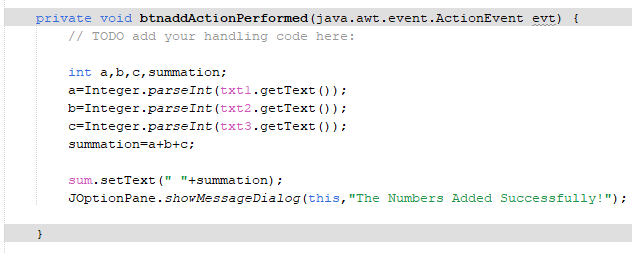 private void btnaddActionPerformed(java.awt.event.ActionEvent evt) {
// TODO add your handling code here:
int a,b,c,summation;
a=Integer.parseInt(txt1.getText());
b=Integer.parseInt(txt2.getText());
c=Integer.parseInt(txt3.getText());
summation=a+b+c;
sum.setText(" "+summation);
JOptionPane.showMessageDialog(this,"The Numbers Added Successfully!");
}